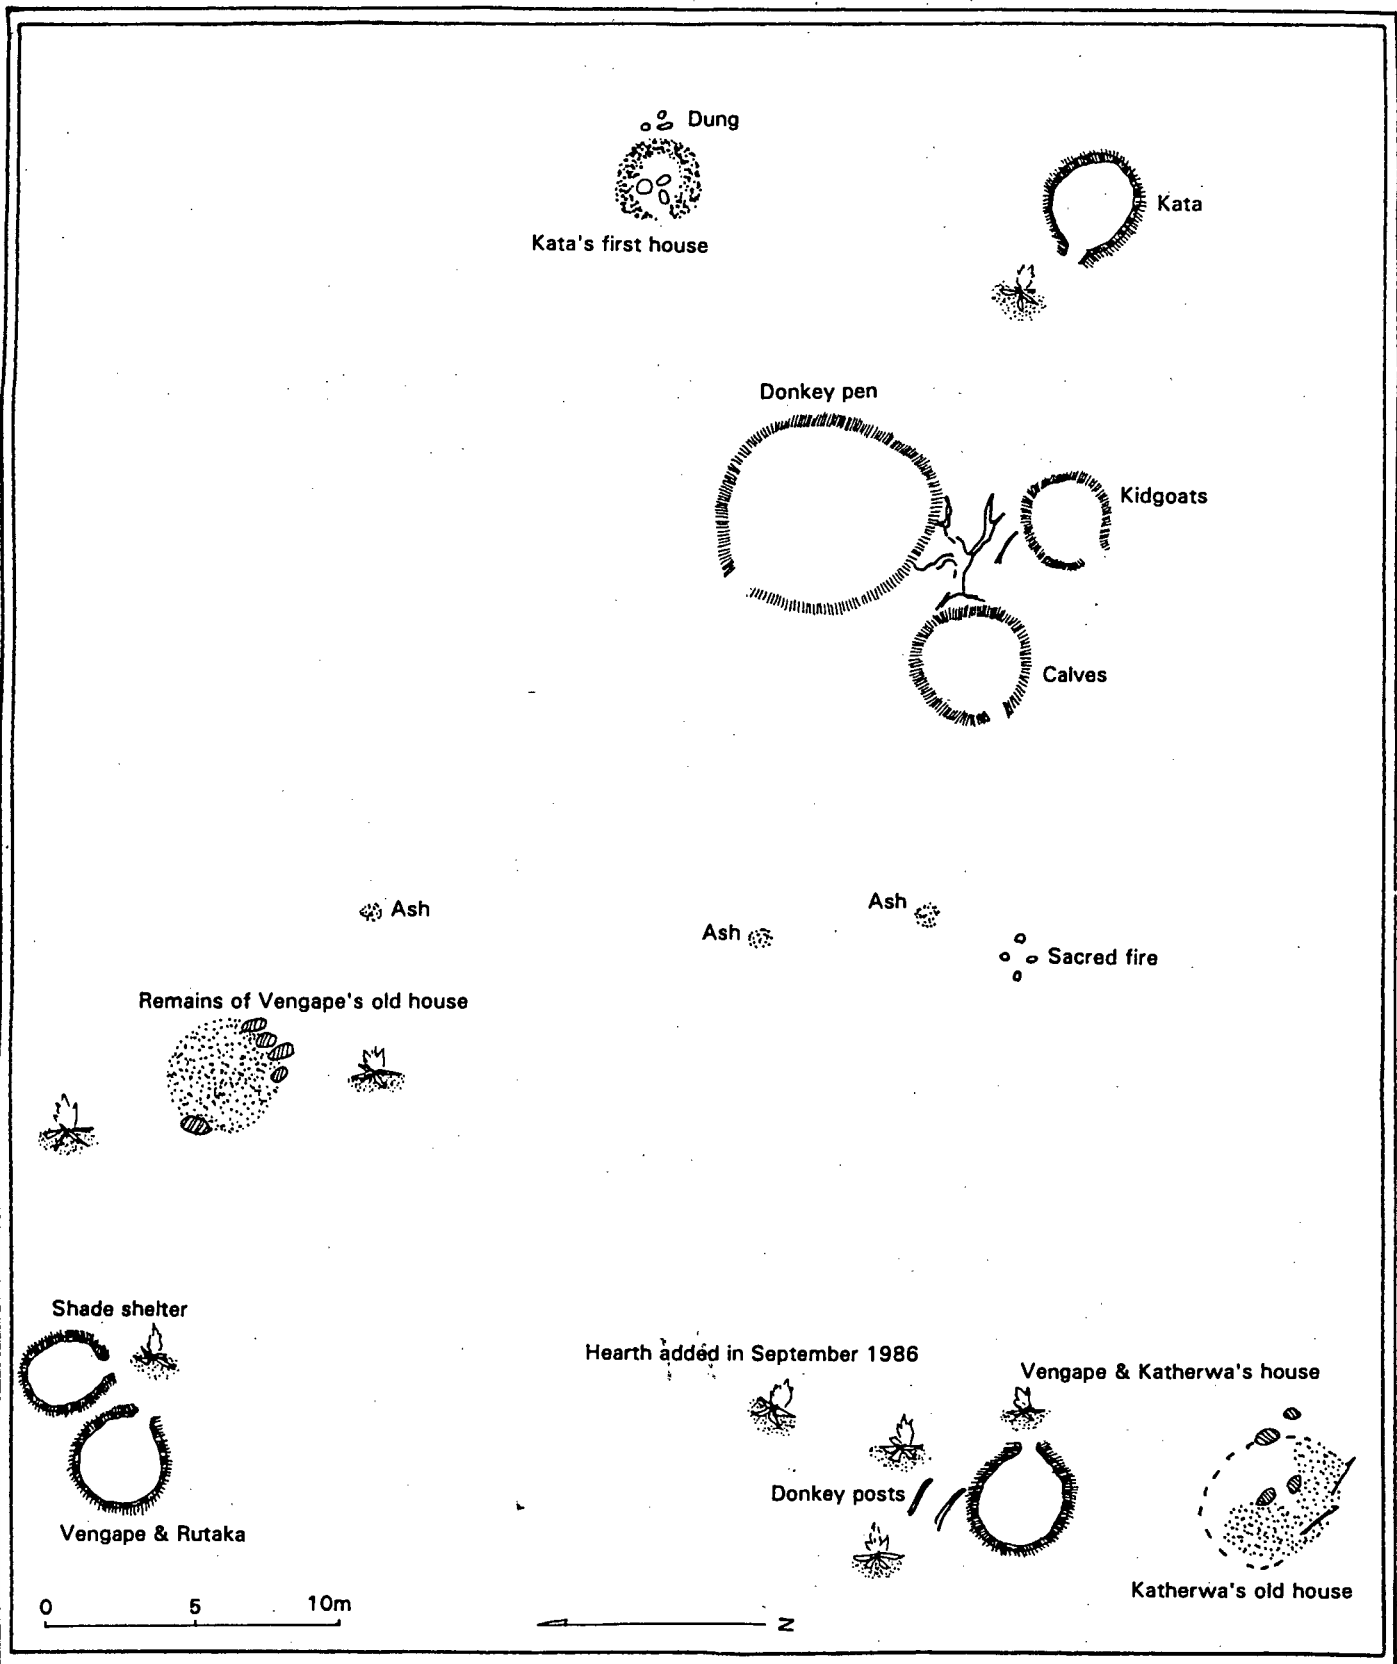 Dung
Kata's first house
Kata
Donkey pen
Kidgoats
Calves
Ash
Ash
Ash
Sacred fire
Remains of Vengape's old house
Shade shelter
Hearth added in September 1986
Vengape & Katherwa's house
Donkey posts
Vengape & Rutaka
Katherwa's old house
0 5 10m
N